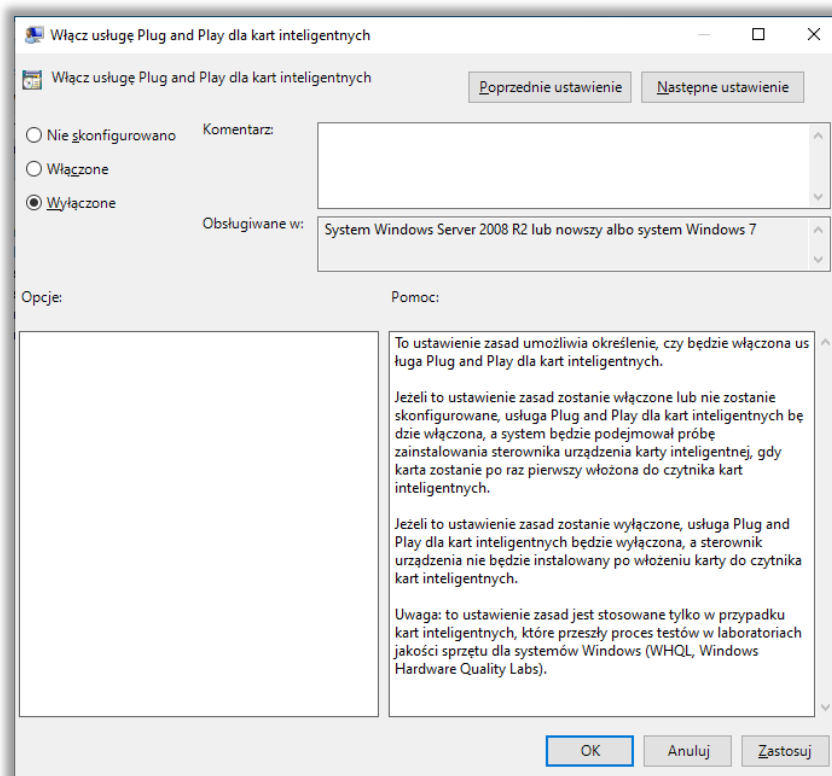 Włącz usługę Plug and Play dla kart inteligentnych
Włącz usługę Plug and Play dla kart inteligentnych
Poprzednie ustawienie
Następne ustawienie
Nie skonfigurowano
Włączone
Wyłączone
Komentarz:
Obsługiwane w:
System Windows Server 2008 R2 lub nowszy albo system Windows 7
Opcje:
Pomoc:
To ustawienie zasad umożliwia określenie, czy będzie włączona us
ługa Plug and Play dla kart inteligentnych.
Jeżeli to ustawienie zasad zostanie włączone lub nie zostanie
skonfigurowane, usługa Plug and Play dla kart inteligentnych bę
dzie włączona, a system będzie podejmował próbę
zainstalowania sterownika urządzenia karty inteligentnej, gdy
karta zostanie po raz pierwszy włożona do czytnika kart
inteligentnych.
Jeżeli to ustawienie zasad zostanie wyłączone, usługa Plug and
Play dla kart inteligentnych będzie wyłączona, a sterownik
urządzenia nie będzie instalowany po włożeniu karty do czytnika
kart inteligentnych.
Uwaga: to ustawienie zasad jest stosowane tylko w przypadku
kart inteligentnych, które przeszły proces testów w laboratoriach
jakości sprzętu dla systemów Windows (WHQL, Windows
Hardware Quality Labs).
OK
Anuluj
Zastosuj